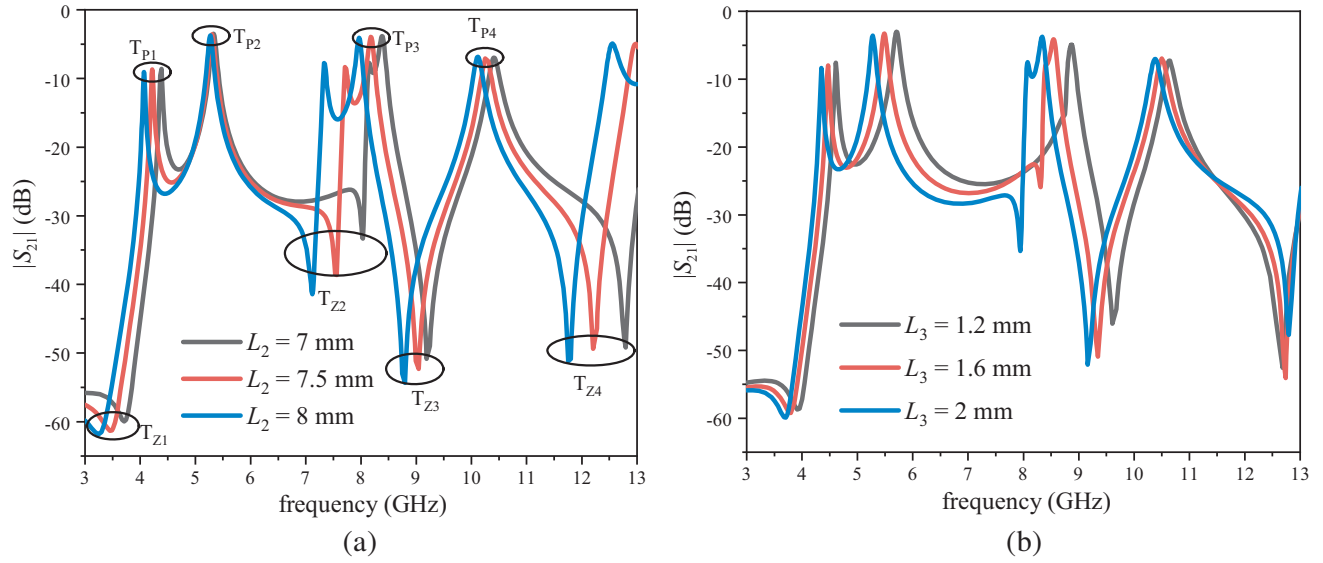 0
-10
-20
-30
-40
-50
-60
|S21| (dB)
TP1
TP2
TP3
TP4
TZ2
TZ1
TZ3
TZ4
L2 = 7 mm
L2 = 7.5 mm
L2 = 8 mm
3 4 5 6 7 8 9 10 11 12 13
frequency (GHz)
(a)
0
-10
-20
-30
-40
-50
-60
|S21| (dB)
L3 = 1.2 mm
L3 = 1.6 mm
L3 = 2 mm
3 4 5 6 7 8 9 10 11 12 13
frequency (GHz)
(b)